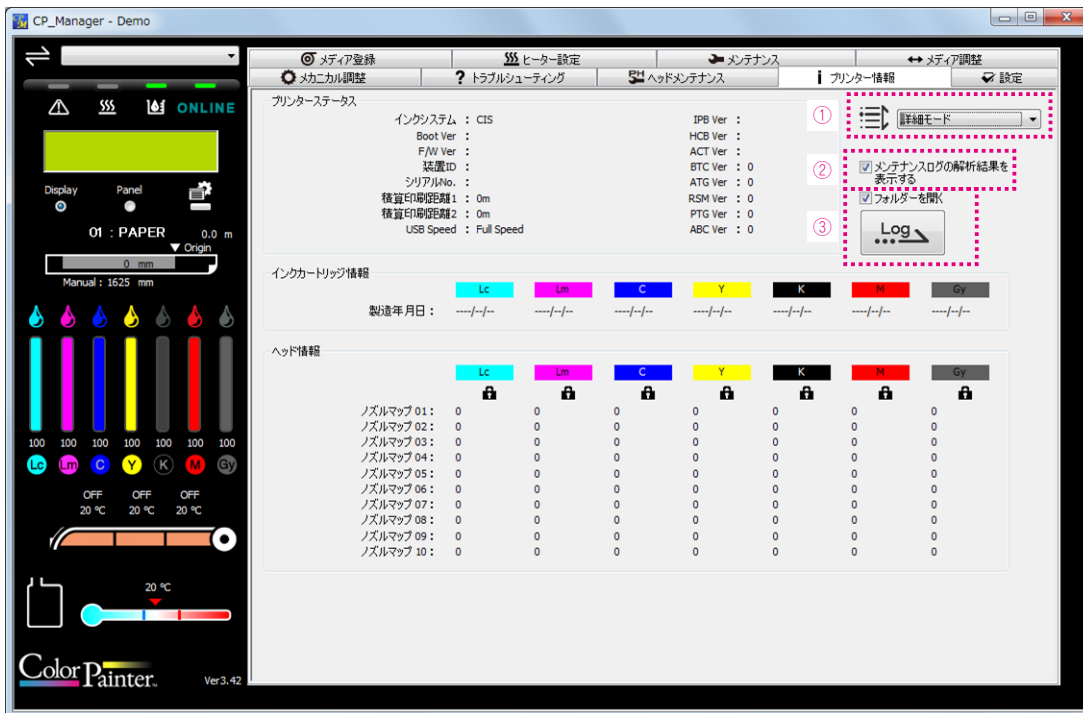 CP_Manager - Demo
ONLINE
Display Panel
01 : PAPER 0.0 m
Origin
0 mm
Manual : 1625 mm
100 100 100 100 100 100 100
Lc Lm C Y K M Gy
OFF OFF OFF
20 ℃ 20 ℃ 20 ℃
20 ℃
Color Painter™
Ver3.42
メディア登録 ヒーター設定 メンテナンス メディア調整
メカニカル調整 ? トラブルシューティング PH ヘッドメンテナンス i プリンター情報 設定
プリンターステータス
インクシステム : CIS IPB Ver :
Boot Ver : HCB Ver :
F/W Ver : ACT Ver :
装置ID : BTC Ver : 0
シリアルNo. : ATG Ver : 0
積算印刷距離1 : 0m RSM Ver : 0
積算印刷距離2 : 0m PTG Ver : 0
USB Speed : Full Speed ABC Ver : 0
① 詳細モード
② メンテナンスログの解析結果を
表示する
フォルダーを開く
③ Log
インクカートリッジ情報
Lc Lm C Y K M Gy
製造年月日 : ----/--/-- ----/--/-- ----/--/-- ----/--/-- ----/--/-- ----/--/-- ----/--/--
ヘッド情報
Lc Lm C Y K M Gy
ノズルマップ 01 : 0 0 0 0 0 0 0
ノズルマップ 02 : 0 0 0 0 0 0 0
ノズルマップ 03 : 0 0 0 0 0 0 0
ノズルマップ 04 : 0 0 0 0 0 0 0
ノズルマップ 05 : 0 0 0 0 0 0 0
ノズルマップ 06 : 0 0 0 0 0 0 0
ノズルマップ 07 : 0 0 0 0 0 0 0
ノズルマップ 08 : 0 0 0 0 0 0 0
ノズルマップ 09 : 0 0 0 0 0 0 0
ノズルマップ 10 : 0 0 0 0 0 0 0